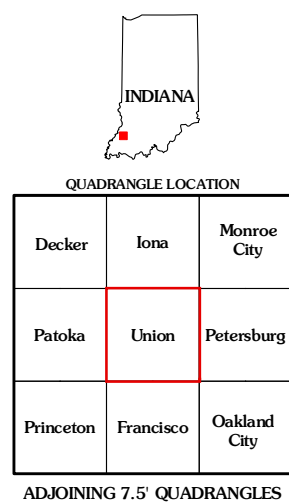 INDIANA
QUADRANGLE LOCATION
Decker
Iona
Monroe
City
Patoka
Union
Petersburg
Princeton
Francisco
Oakland
City
ADJOINING 7.5' QUADRANGLES